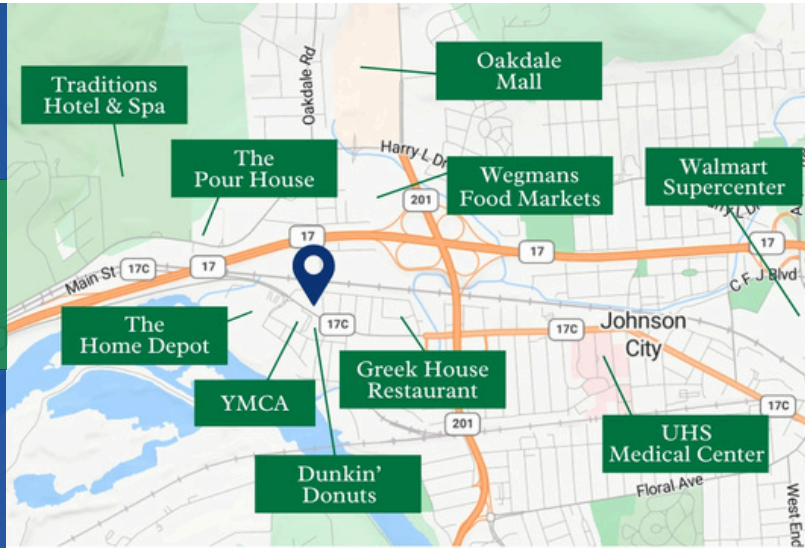 Oakdale Rd
Oakdale
Mall
Traditions
Hotel & Spa
The
Pour House
Harry L Dr
Wegmans
Food Markets
Walmart
Supercenter
201
ry L Dr
17
17
17
17
Main St
17C
C F J Blvd
The
Home Depot
17C
17C
Johnson
City
YMCA
Greek House
Restaurant
17C
201
UHS
Medical Center
Dunkin'
Donuts
Floral Ave
West End